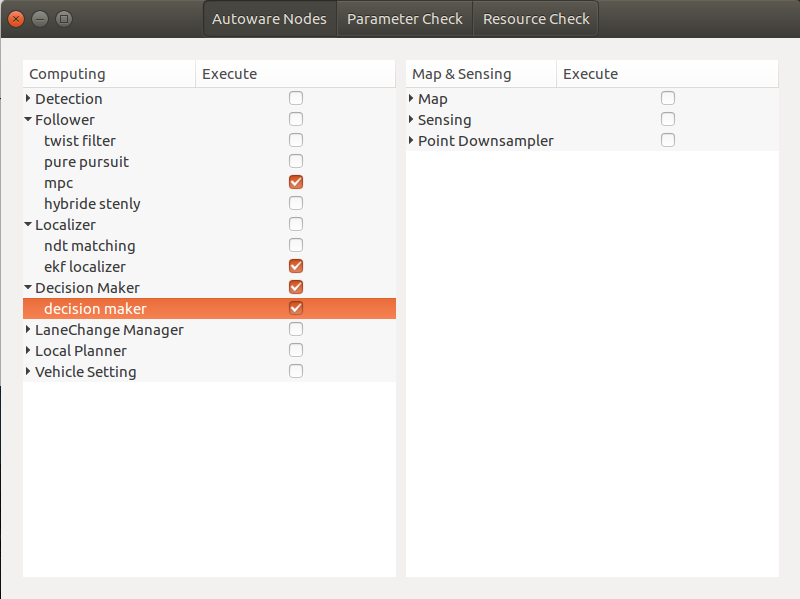 Autoware Nodes Parameter Check Resource Check
Computing Execute
Detection
Follower
twist filter
pure pursuit
mpc
hybride stenly
Localizer
ndt matching
ekf localizer
Decision Maker
decision maker
LaneChange Manager
Local Planner
Vehicle Setting
Map & Sensing Execute
Map
Sensing
Point Downsampler